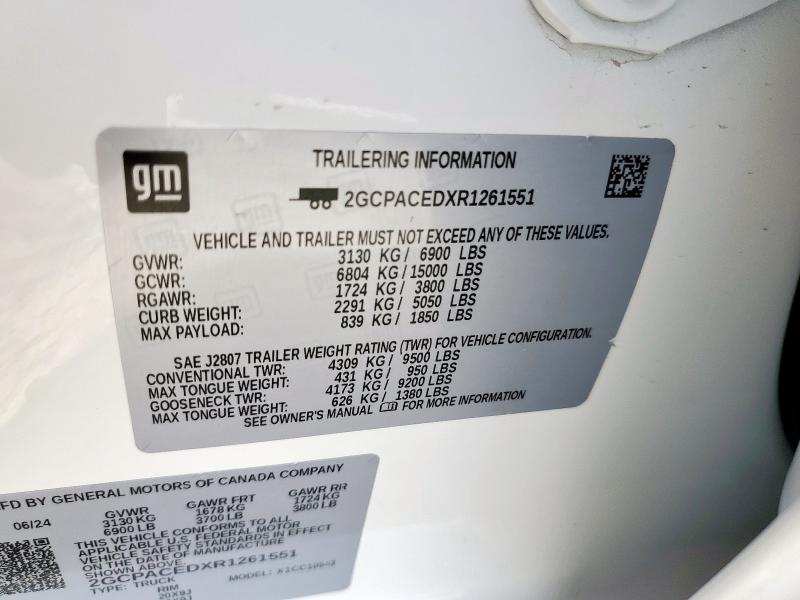 gm
TRAILERING INFORMATION
2GCPACEDXR1261551
VEHICLE AND TRAILER MUST NOT EXCEED ANY OF THESE VALUES.
GVWR: 3130 KG / 6900 LBS
GCWR: 6804 KG / 15000 LBS
RGAWR: 1724 KG / 3800 LBS
CURB WEIGHT: 2291 KG / 5050 LBS
MAX PAYLOAD: 839 KG / 1850 LBS
SAE J2807 TRAILER WEIGHT RATING (TWR) FOR VEHICLE CONFIGURATION.
CONVENTIONAL TWR: 4309 KG / 9500 LBS
MAX TONGUE WEIGHT: 431 KG / 950 LBS
GOOSENECK TWR: 4173 KG / 9200 LBS
MAX TONGUE WEIGHT: 626 KG / 1380 LBS
SEE OWNER'S MANUAL FOR MORE INFORMATION
MFD BY GENERAL MOTORS OF CANADA COMPANY
06/24 GVWR GAWR FRT GAWR RR
3130 KG 1678 KG 1724 KG
6900 LB 3700 LB 3800 LB
THIS VEHICLE CONFORMS TO ALL
APPLICABLE U.S. FEDERAL MOTOR
VEHICLE SAFETY STANDARDS IN EFFECT
ON THE DATE OF MANUFACTURE
SHOWN ABOVE.
2GCPACEDXR1261551
TYPE: TRUCK MODEL:
RIM
20X9J